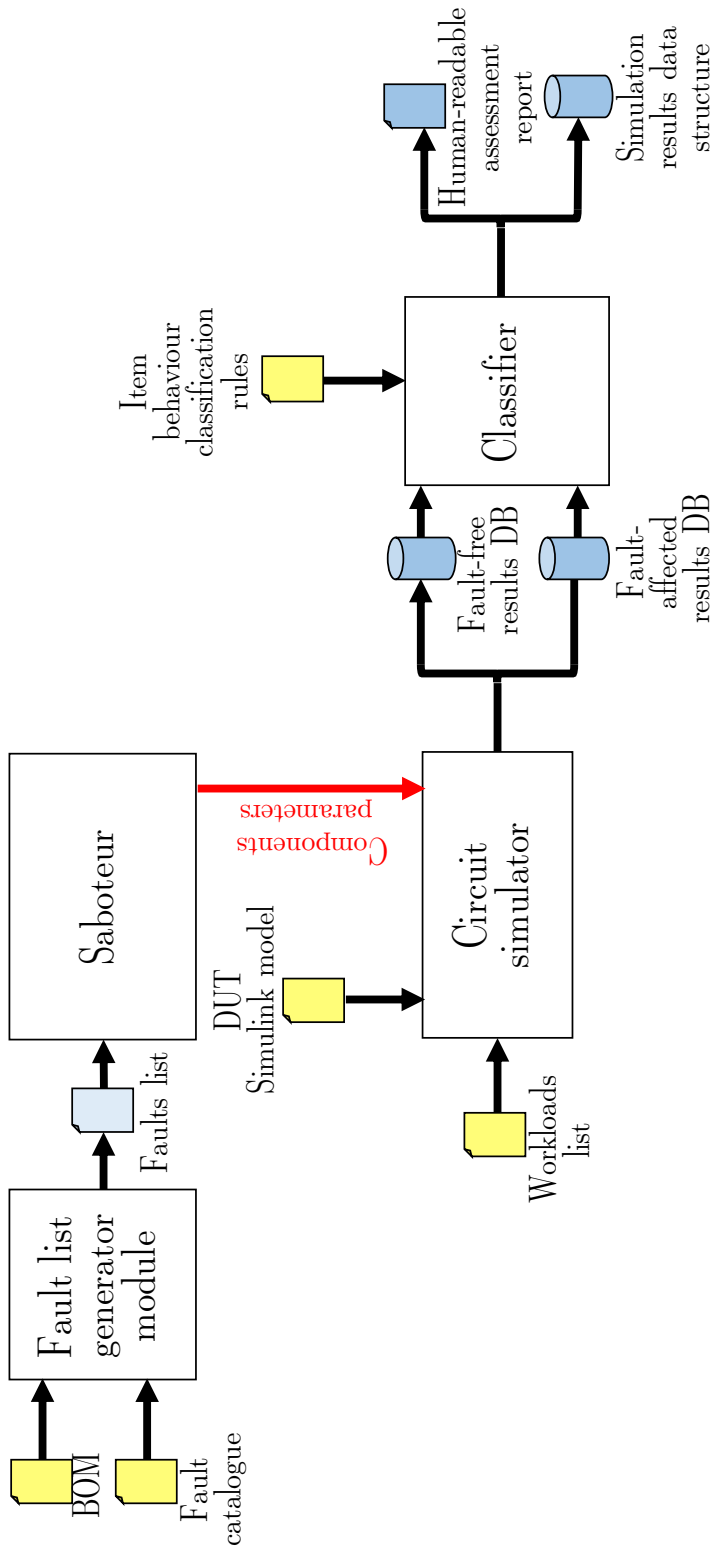 BOM
Fault
catalogue
Fault list
generator
module
Faults list
Saboteur
Components
parameters
DUT
Simulink model
Workloads
list
Circuit
simulator
Fault-free
results DB
Fault-
affected
results DB
Item
behaviour
classification
rules
Classifier
Human-readable
assessment
report
Simulation
results data
structure